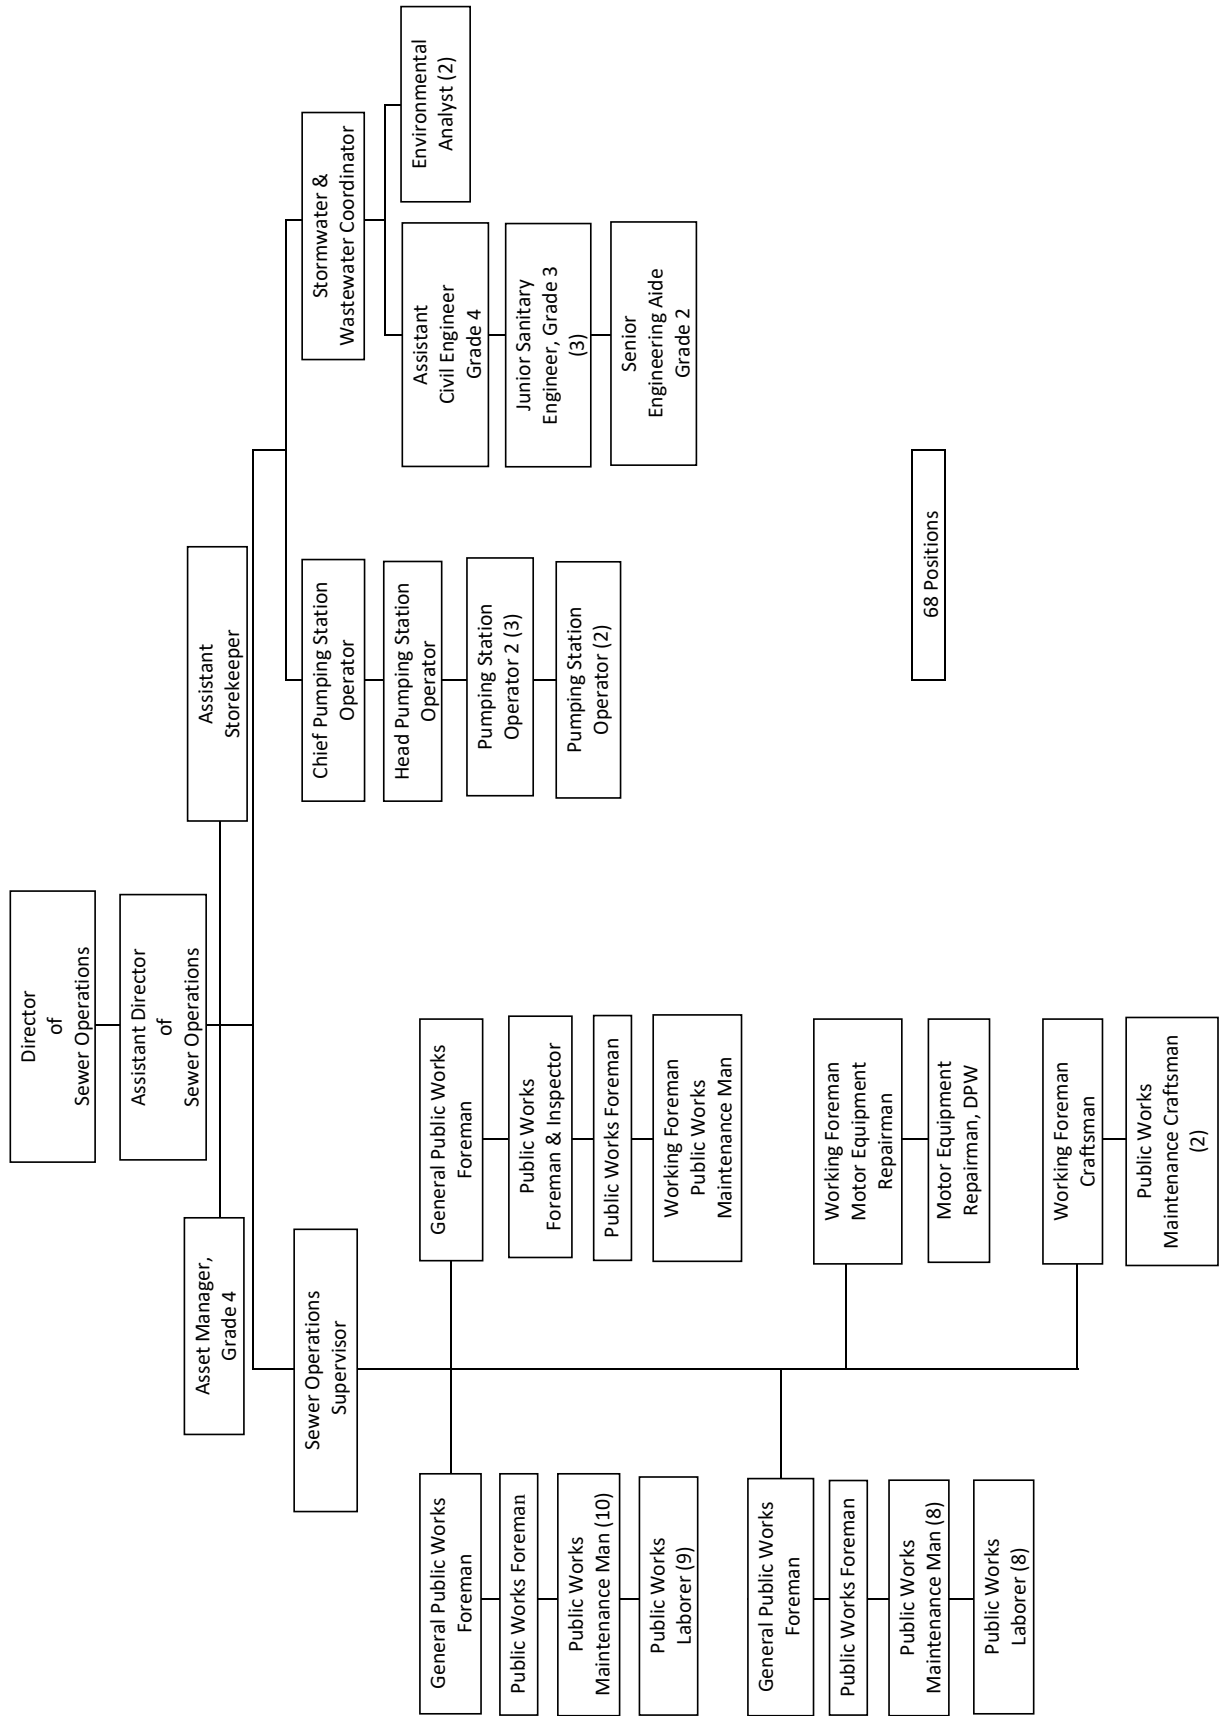 Director
of
Sewer Operations
Assistant Director
of
Sewer Operations
Asset Manager,
Grade 4
Assistant
Storekeeper
Sewer Operations
Supervisor
General Public Works
Foreman
Public Works Foreman
Public Works
Maintenance Man (10)
Public Works
Laborer (9)
General Public Works
Foreman
Public Works
Foreman & Inspector
Public Works Foreman
Working Foreman
Public Works
Maintenance Man
General Public Works
Foreman
Public Works Foreman
Public Works
Maintenance Man (8)
Public Works
Laborer (8)
Working Foreman
Motor Equipment
Repairman
Motor Equipment
Repairman, DPW
Working Foreman
Craftsman
Public Works
Maintenance Craftsman
(2)
Chief Pumping Station
Operator
Head Pumping Station
Operator
Pumping Station
Operator 2 (3)
Pumping Station
Operator (2)
Stormwater &
Wastewater Coordinator
Assistant
Civil Engineer
Grade 4
Junior Sanitary
Engineer, Grade 3
(3)
Senior
Engineering Aide
Grade 2
Environmental
Analyst (2)
68 Positions